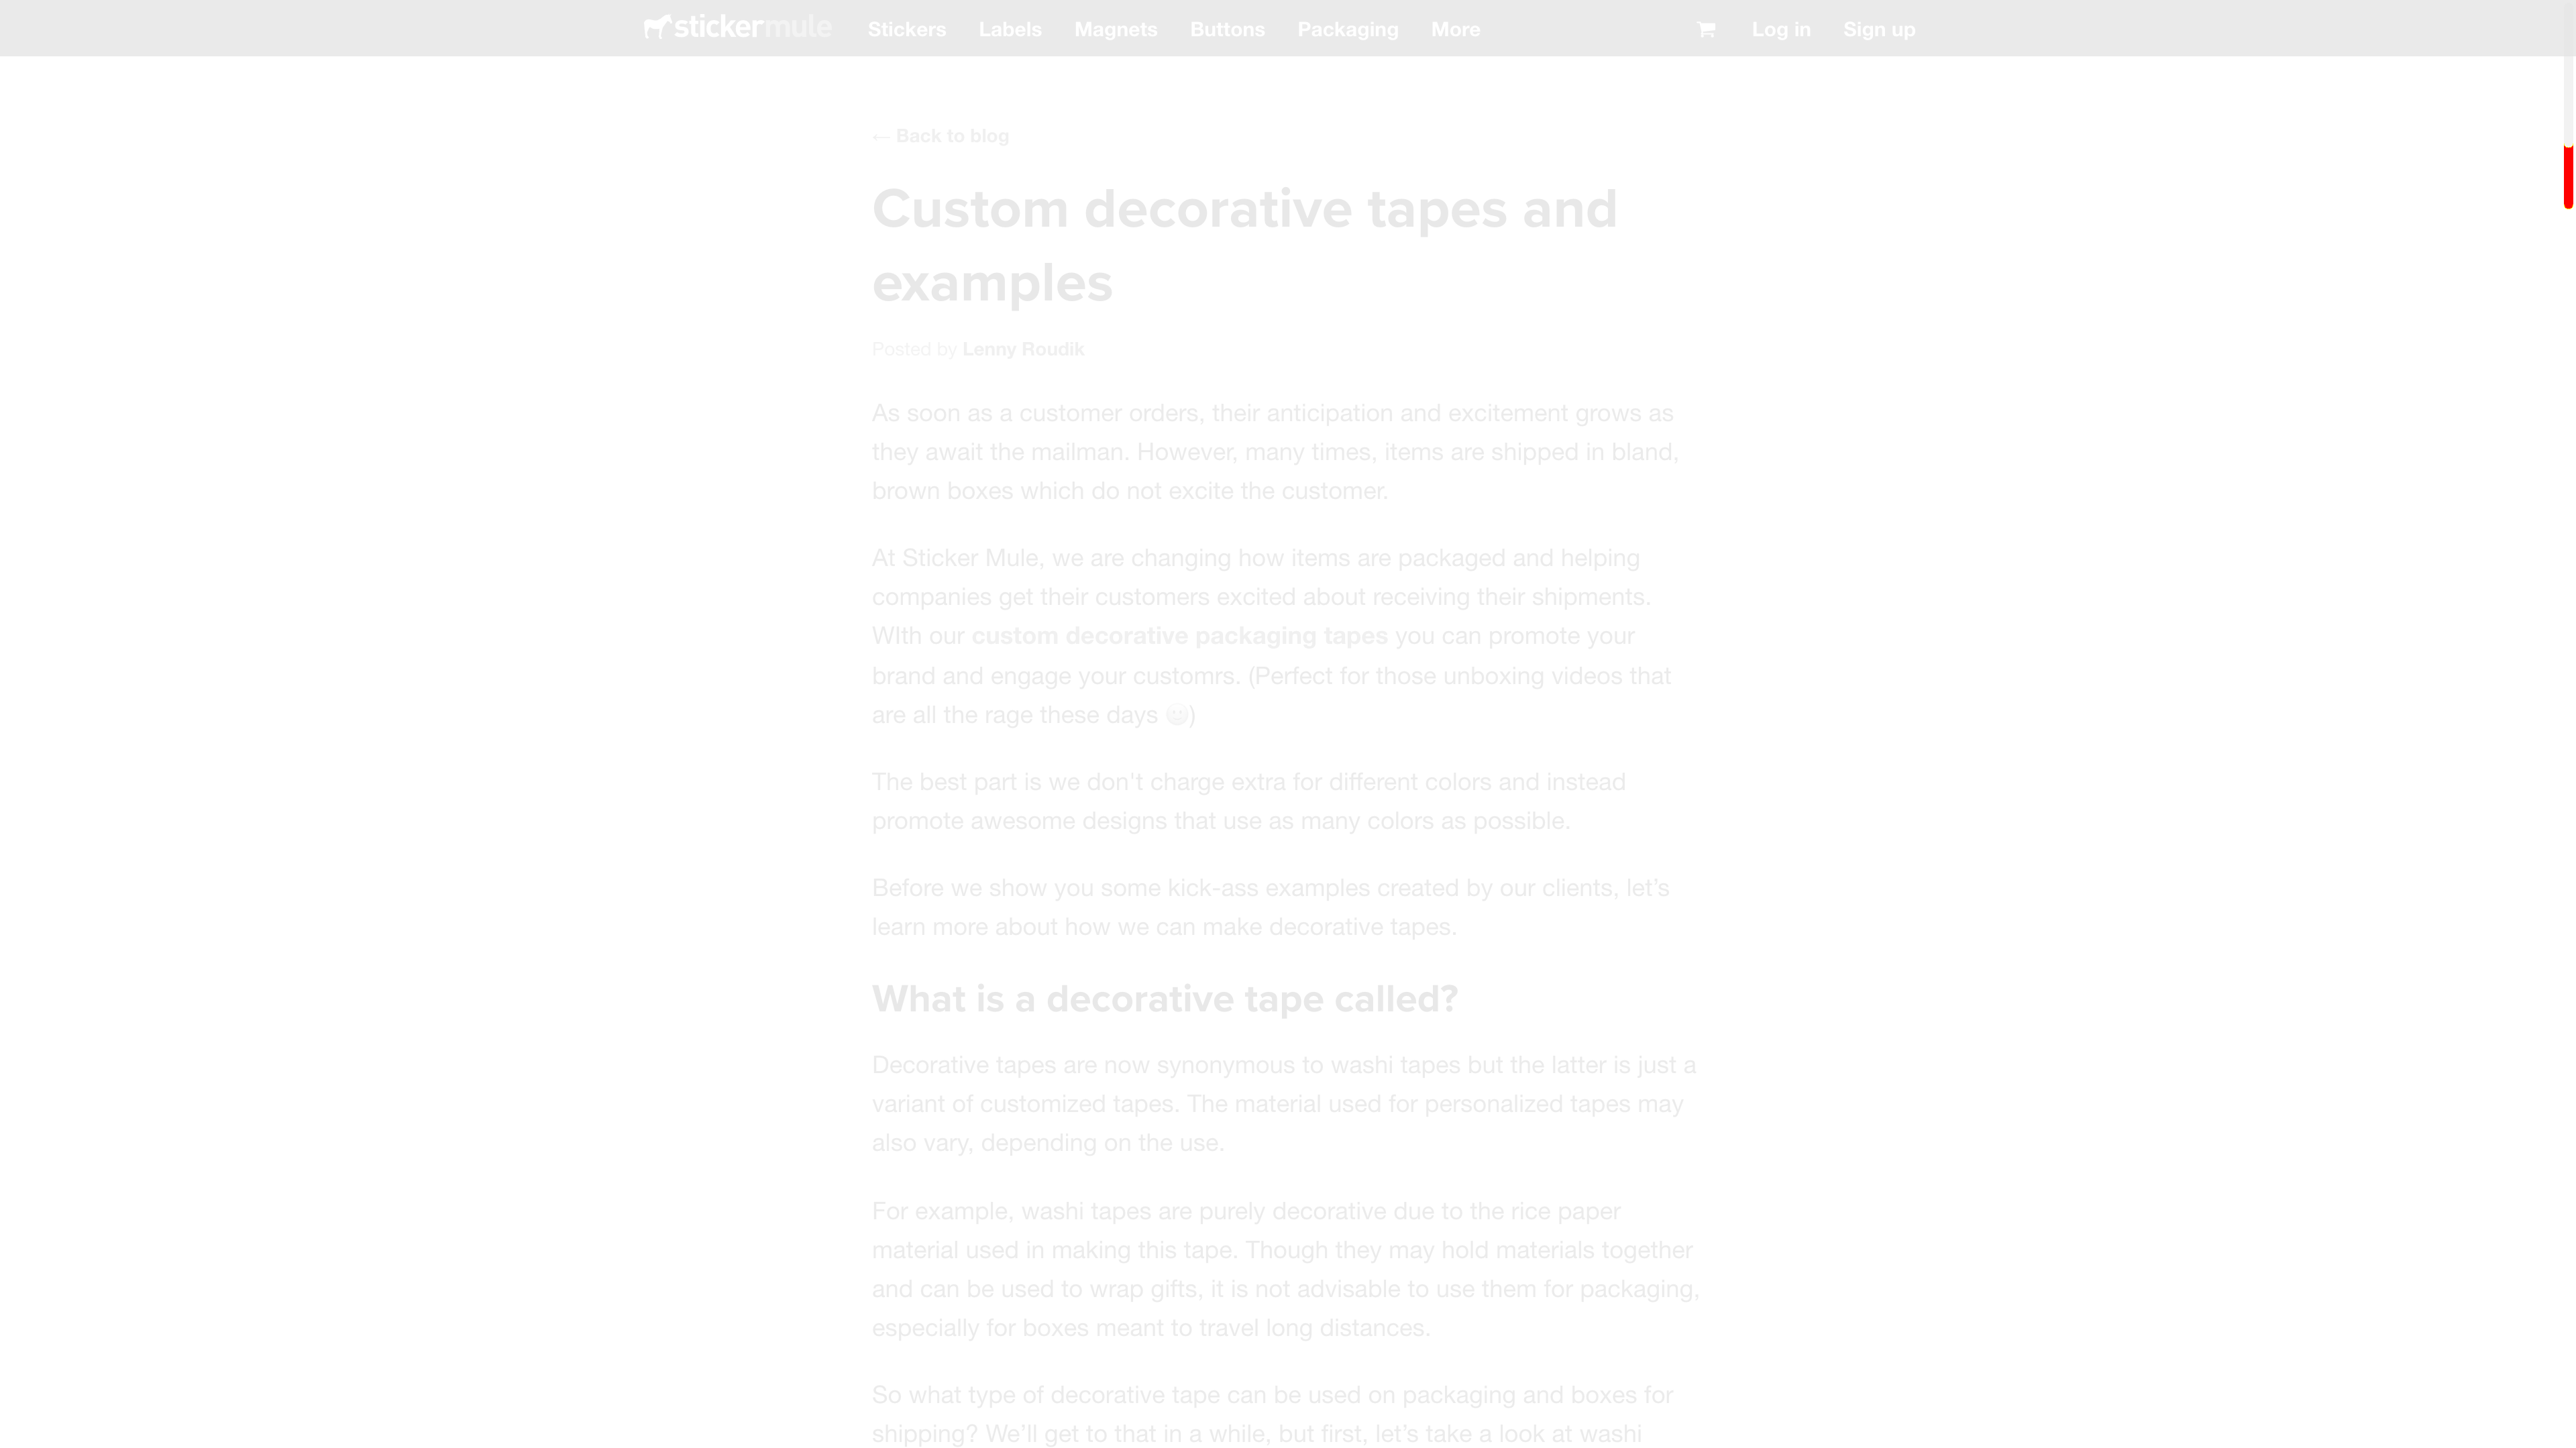 stickermule Stickers Labels Magnets Buttons Packaging More Log in Sign up
← Back to blog
Custom decorative tapes and
examples
Posted by Lenny Roudik
As soon as a customer orders, their anticipation and excitement grows as
they await the mailman. However, many times, items are shipped in bland,
brown boxes which do not excite the customer.
At Sticker Mule, we are changing how items are packaged and helping
companies get their customers excited about receiving their shipments.
WIth our custom decorative packaging tapes you can promote your
brand and engage your customrs. (Perfect for those unboxing videos that
are all the rage these days 😀)
The best part is we don't charge extra for different colors and instead
promote awesome designs that use as many colors as possible.
Before we show you some kick-ass examples created by our clients, let’s
learn more about how we can make decorative tapes.
What is a decorative tape called?
Decorative tapes are now synonymous to washi tapes but the latter is just a
variant of customized tapes. The material used for personalized tapes may
also vary, depending on the use.
For example, washi tapes are purely decorative due to the rice paper
material used in making this tape. Though they may hold materials together
and can be used to wrap gifts, it is not advisable to use them for packaging,
especially for boxes meant to travel long distances.
So what type of decorative tape can be used on packaging and boxes for
shipping? We’ll get to that in a while, but first, let’s take a look at washi